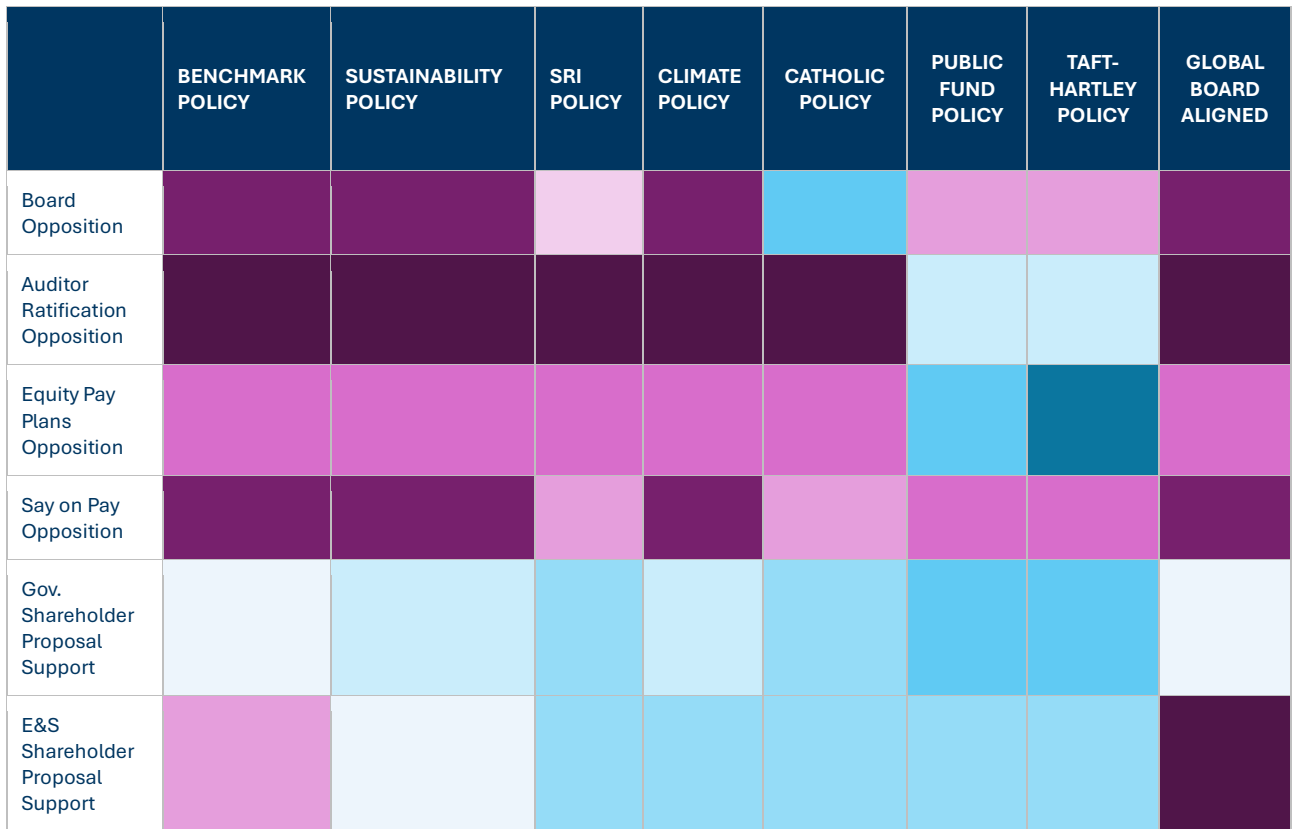 BENCHMARK
POLICY
SUSTAINABILITY
POLICY
SRI
POLICY
CLIMATE
POLICY
CATHOLIC
POLICY
PUBLIC
FUND
POLICY
TAFT-
HARTLEY
POLICY
GLOBAL
BOARD
ALIGNED
Board
Opposition
Auditor
Ratification
Opposition
Equity Pay
Plans
Opposition
Say on Pay
Opposition
Gov.
Shareholder
Proposal
Support
E&S
Shareholder
Proposal
Support